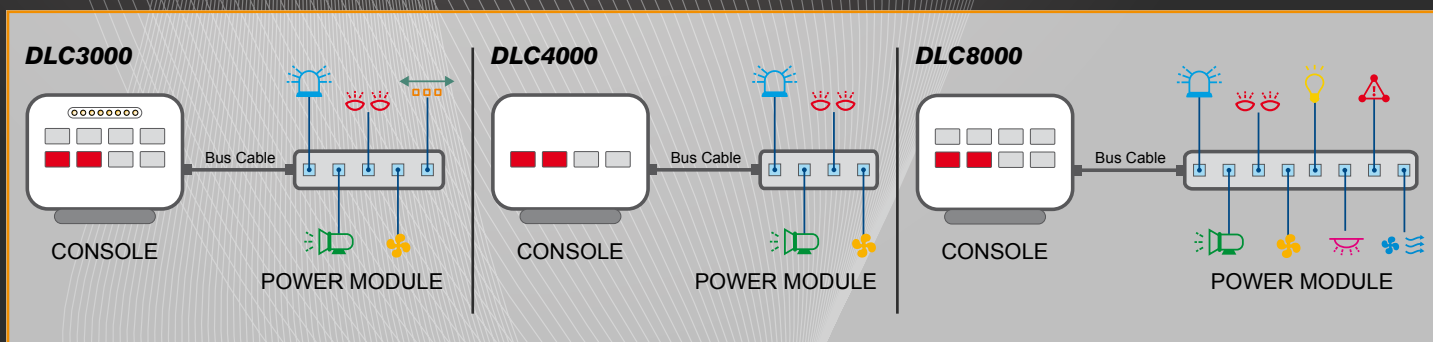 DLC3000
Bus Cable
CONSOLE
POWER MODULE
DLC4000
Bus Cable
CONSOLE
POWER MODULE
DLC8000
Bus Cable
CONSOLE
POWER MODULE